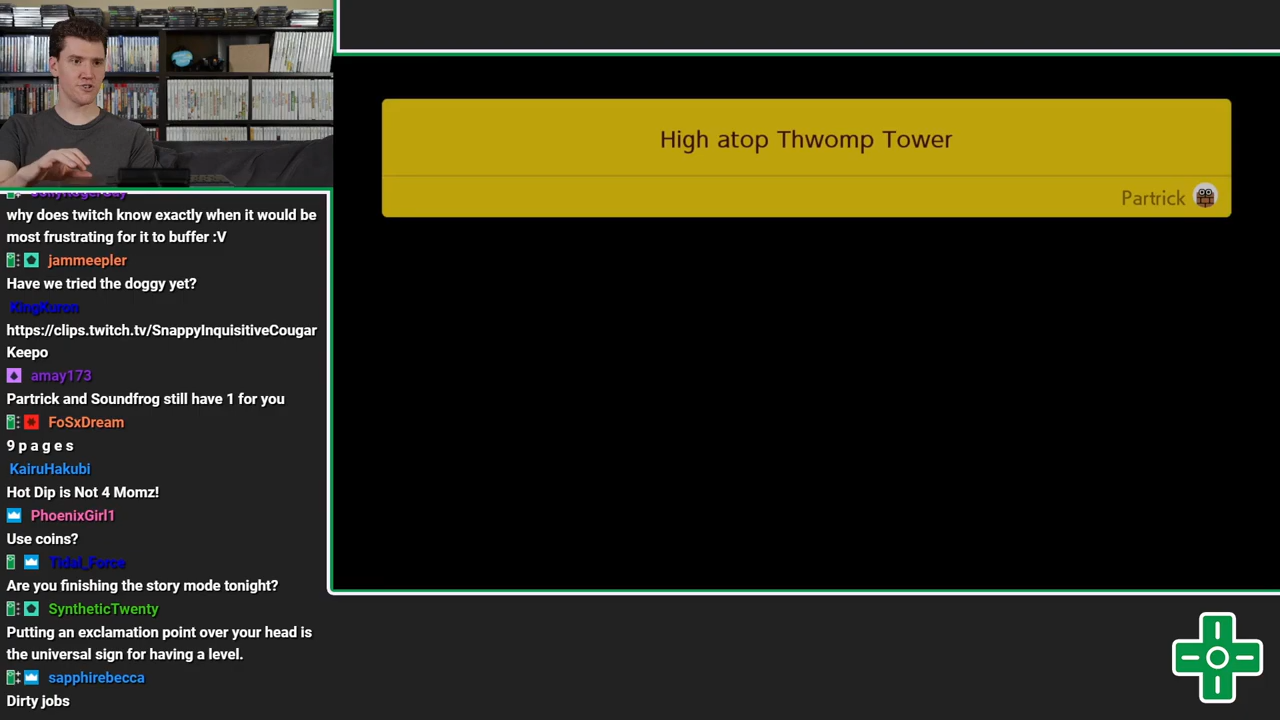 High atop Thwomp Tower
Partrick
why does twitch know exactly when it would be
most frustrating for it to buffer :V
jammeepler
Have we tried the doggy yet?
KingKuron
https://clips.twitch.tv/SnappyInquisitiveCougar
Keepo
amay173
Partrick and Soundfrog still have 1 for you
FoSxDream
9 p a g e s
KairuHakubi
Hot Dip is Not 4 Momz!
PhoenixGirl1
Use coins?
Tidal_Force
Are you finishing the story mode tonight?
SyntheticTwenty
Putting an exclamation point over your head is
the universal sign for having a level.
sapphirebecca
Dirty jobs